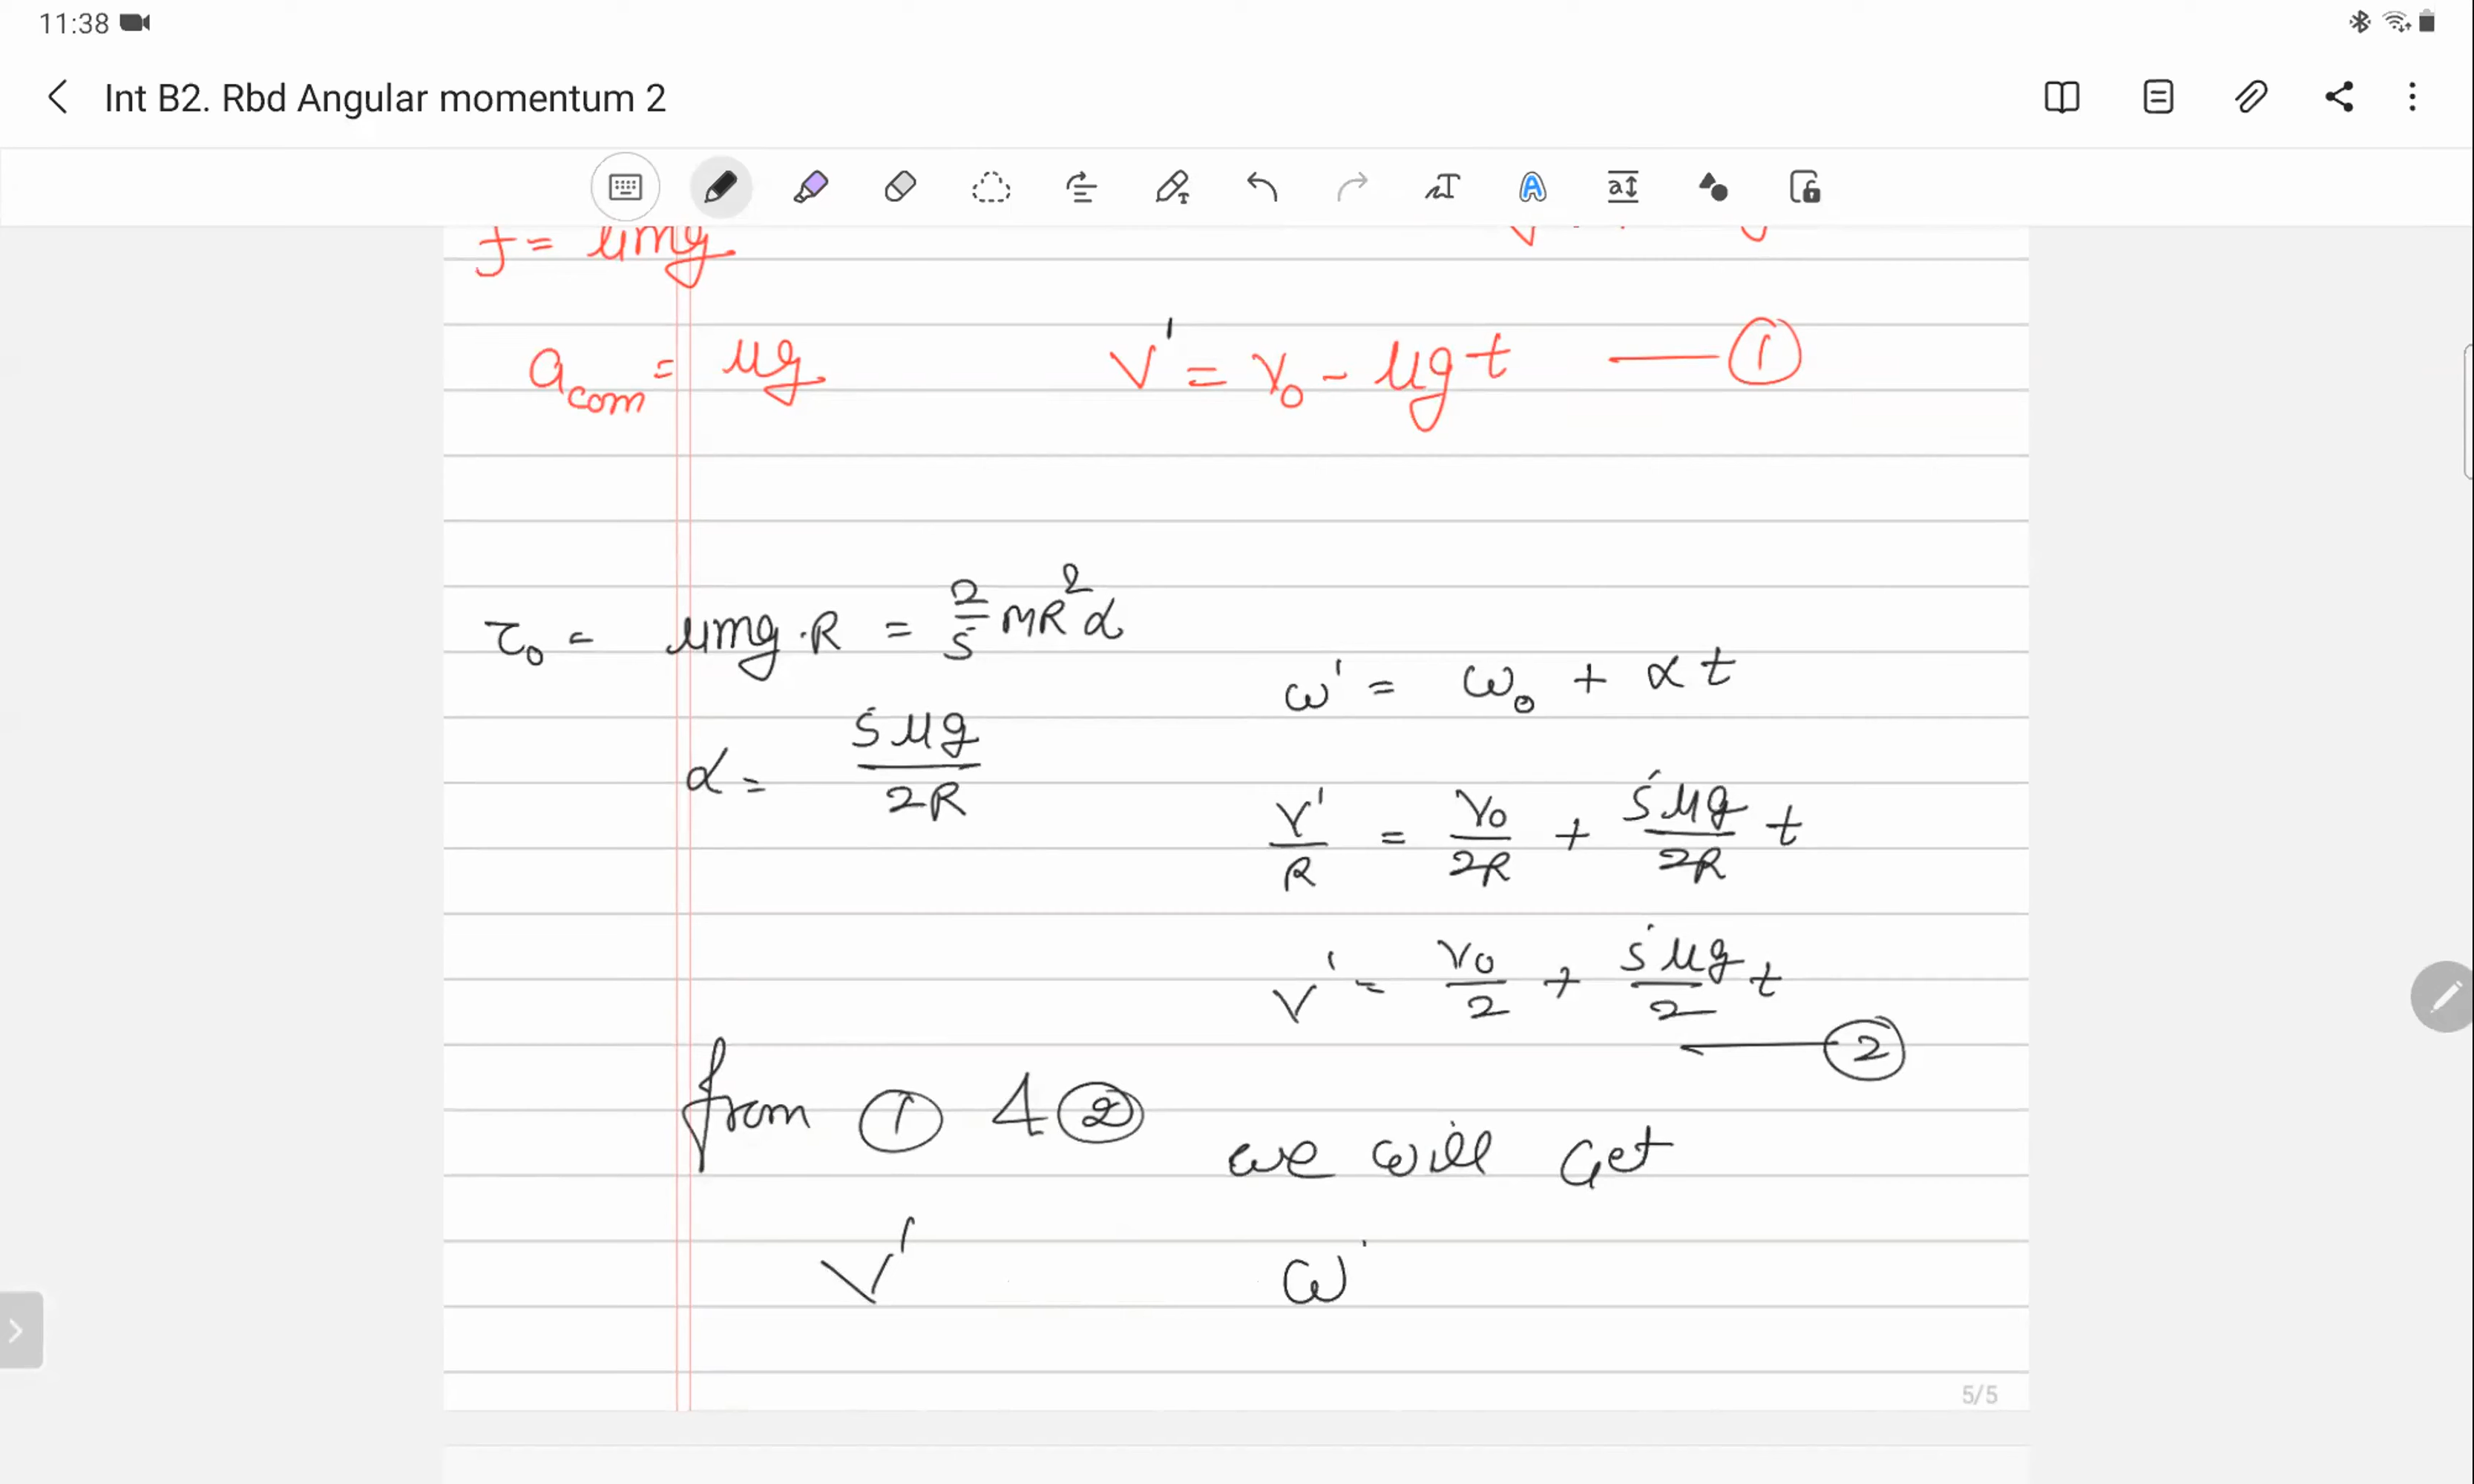 11:38
Int B2. Rbd Angular momentum 2
f = μmg
a_com = μg
v' = v₀ - μgt — ①
τ₀ = μmg·R = 2/5 MR²α
ω' = ω₀ + αt
α = 5μg/2R
v'/R = v₀/2R + 5μg/2R t
v' = v₀/2 + 5μg/2 t
— ②
from ① & ② we will get
v' ω'
5/5